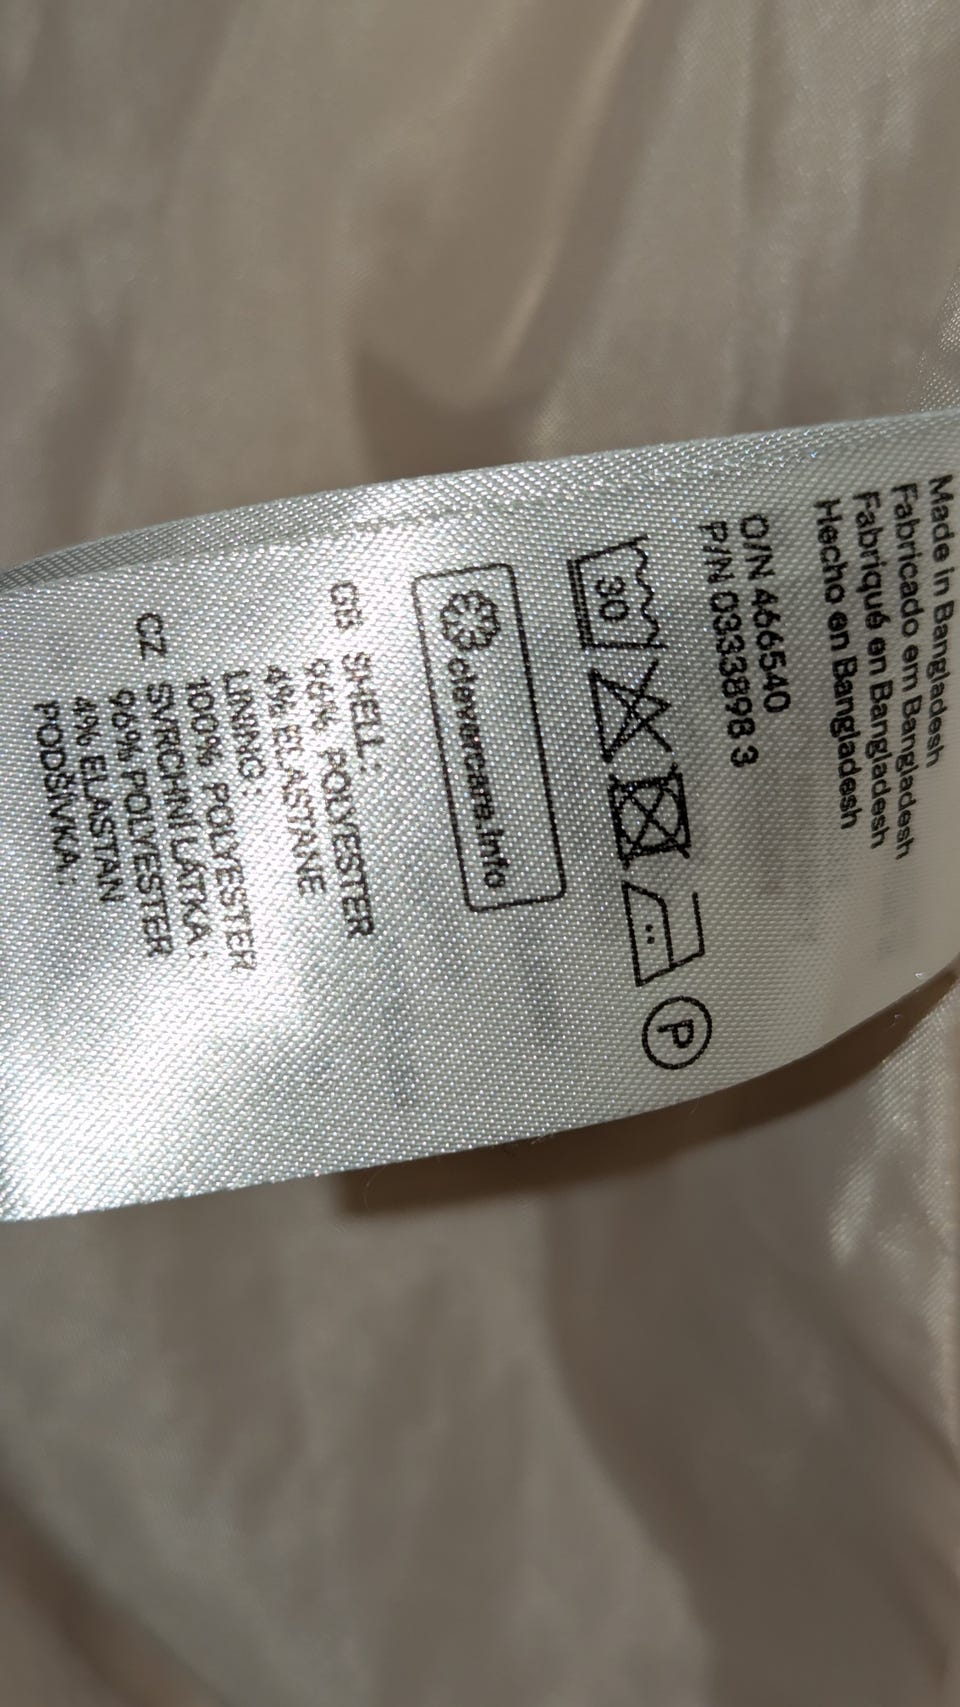 Made in Bangladesh
Fabricado em Bangladesh
Fabriqué en Bangladesh
Hecho en Bangladesh
O/N 466540
P/N 0333898 3
30
P
clevercare.info
GB SHELL:
96% POLYESTER
4% ELASTANE
LINING:
100% POLYESTER
CZ SVRCHNÍ LÁTKA:
96% POLYESTER
4% ELASTAN
PODŠÍVKA: